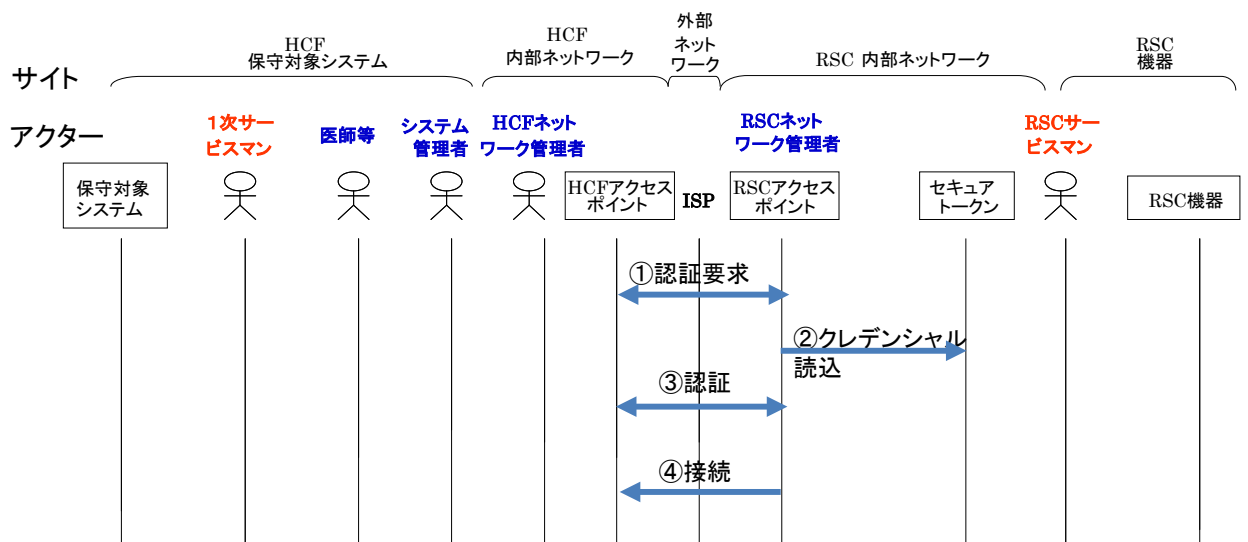 HCF
保守対象システム
HCF
内部ネットワーク
外部
ネット
ワーク
RSC 内部ネットワーク
RSC
機器
サイト
アクター
1次サー
ビスマン
医師等
システム
管理者
HCFネット
ワーク管理者
RSCネット
ワーク管理者
RSCサー
ビスマン
保守対象
システム
HCFアクセス
ポイント
ISP
RSCアクセス
ポイント
セキュア
トークン
RSC機器
①認証要求
②クレデンシャル
読込
③認証
④接続